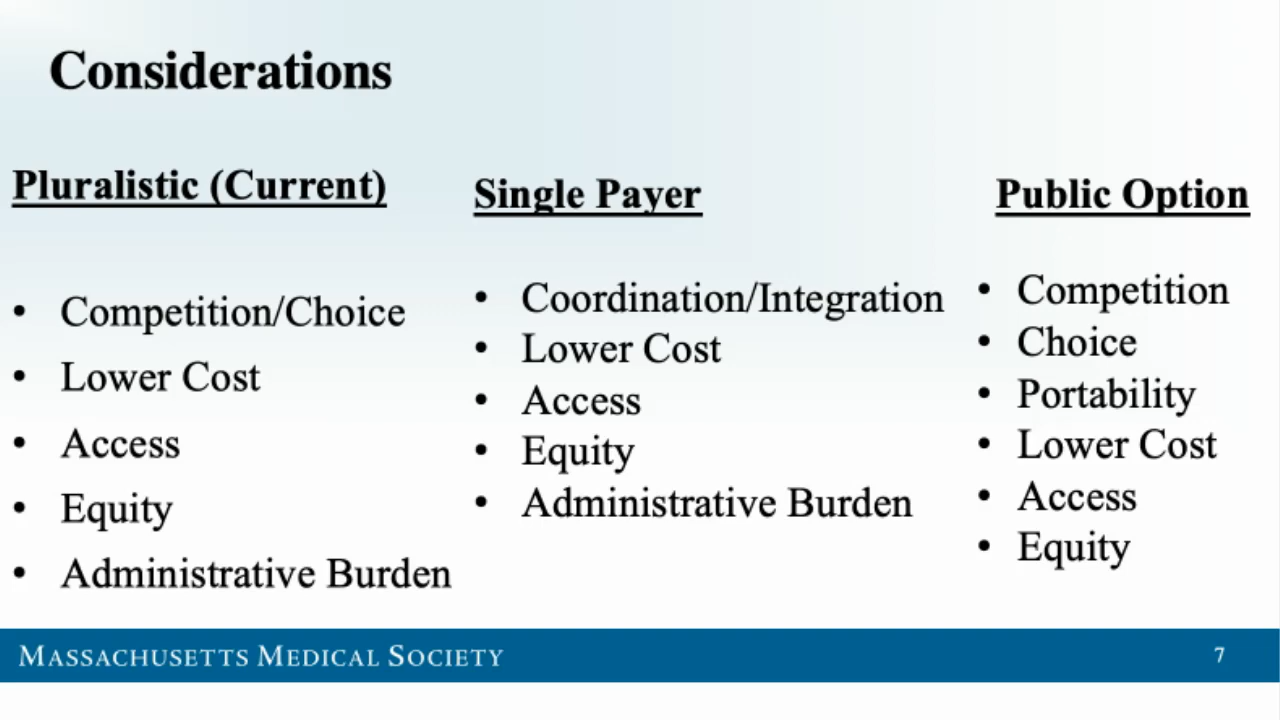 Considerations
Pluralistic (Current)
• Competition/Choice
• Lower Cost
• Access
• Equity
• Administrative Burden
Single Payer
• Coordination/Integration
• Lower Cost
• Access
• Equity
• Administrative Burden
Public Option
• Competition
• Choice
• Portability
• Lower Cost
• Access
• Equity
MASSACHUSETTS MEDICAL SOCIETY
7